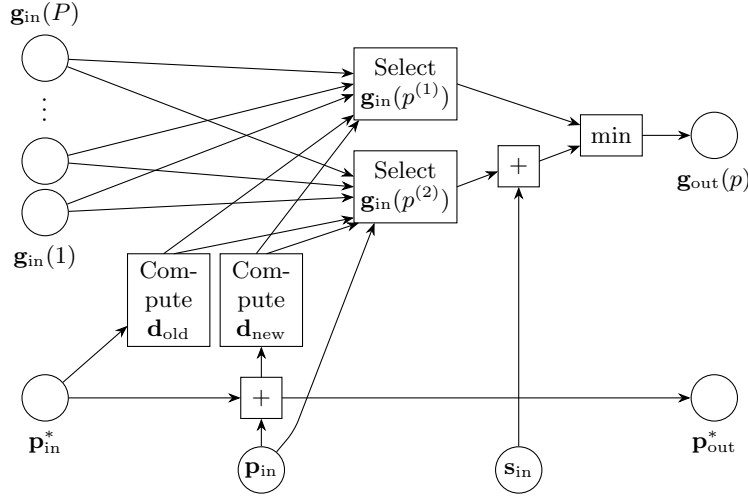 g_in(P)
⋮
g_in(1)
Select
g_in(p^(1))
Select
g_in(p^(2))
+
min
g_out(p)
Com-
pute
d_old
Com-
pute
d_new
p*_in
+
p*_out
p_in
s_in